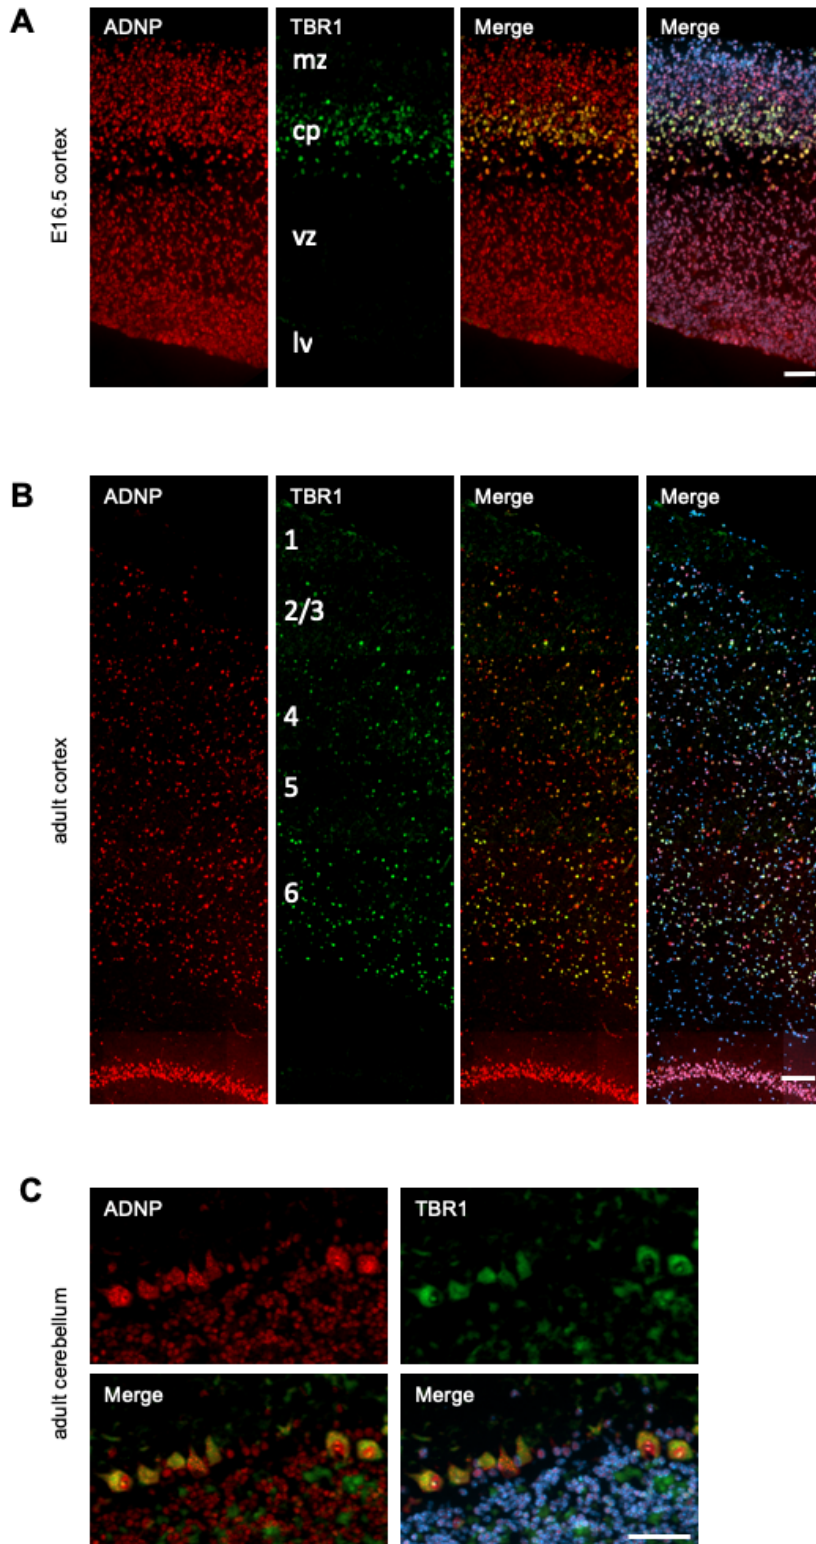 A
ADNP
TBR1
Merge
Merge
mz
cp
vz
lv
E16.5 cortex
B
ADNP
TBR1
Merge
Merge
1
2/3
4
5
6
adult cortex
C
ADNP
TBR1
Merge
Merge
adult cerebellum